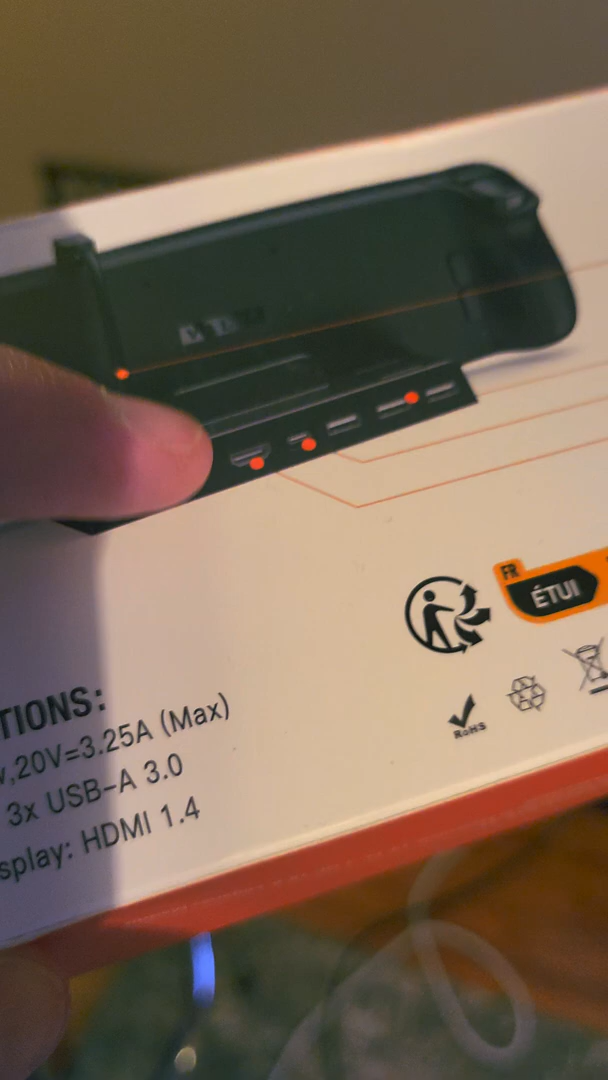 FR
ÉTUI
RoHS
TIONS:
,20V=3.25A (Max)
3x USB-A 3.0
splay: HDMI 1.4